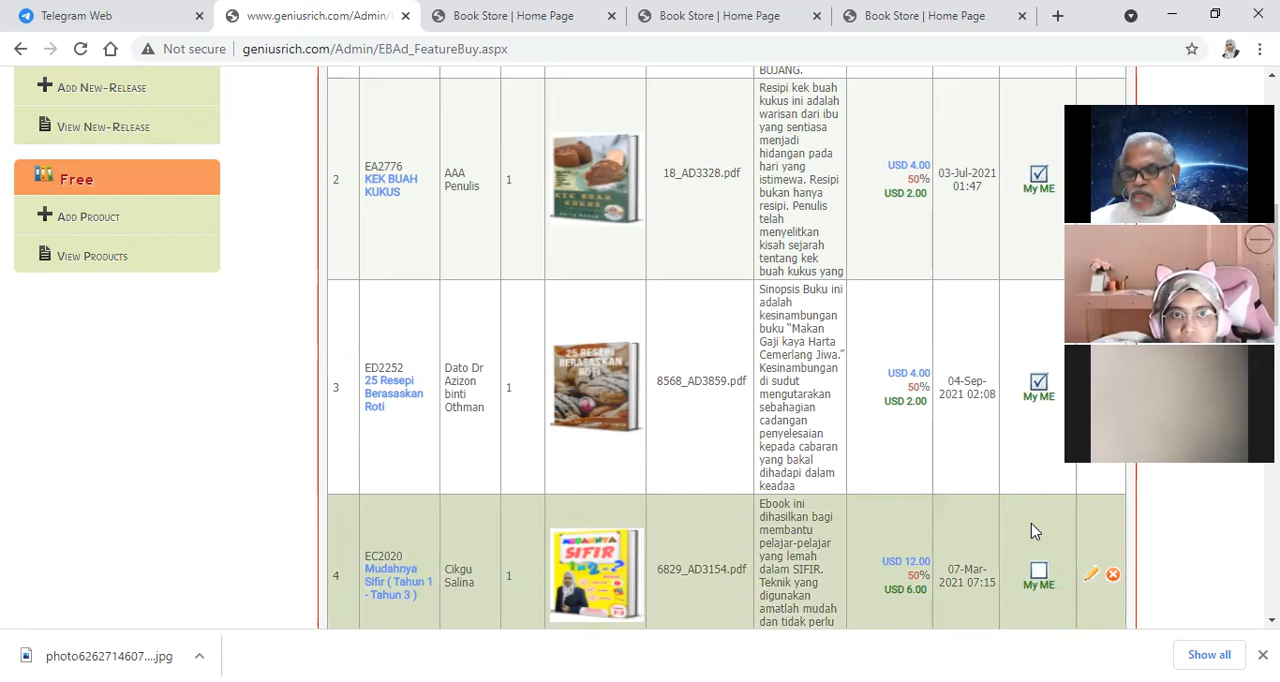 Telegram Web
www.geniusrich.com/Admin/
Book Store | Home Page
Book Store | Home Page
Book Store | Home Page
Not secure
geniusrich.com/Admin/EBAd_FeatureBuy.aspx
Add New-Release
View New-Release
Free
Add Product
View Products
BUJANG.
2
EA2776
KEK BUAH
KUKUS
AAA
Penulis
1
KEK BUAH
KUKUS
18_AD3328.pdf
Resipi kek buah
kukus ini adalah
warisan dari ibu
yang sentiasa
menjadi
hidangan pada
hari yang
istimewa. Resipi
bukan hanya
resipi. Penulis
telah
menyelitkan
kisah sejarah
tentang kek
buah kukus yang
USD 4.00
50%
USD 2.00
03-Jul-2021
01:47
My ME
3
ED2252
25 Resepi
Berasaskan
Roti
Dato Dr
Azizon
binti
Othman
1
25 RESEPI
BERASASKAN
ROTI
8568_AD3859.pdf
Sinopsis Buku ini
adalah
kesinambungan
buku “Makan
Gaji kaya Harta
Cemerlang Jiwa.”
Kesinambungan
di sudut
mengutarakan
sebahagian
cadangan
penyelesaian
kepada cabaran
yang bakal
dihadapi dalam
keadaa
USD 4.00
50%
USD 2.00
04-Sep-
2021 02:08
My ME
4
EC2020
Mudahnya
Sifir ( Tahun 1
- Tahun 3 )
Cikgu
Salina
1
MUDAHNYA
SIFIR
6829_AD3154.pdf
Ebook ini
dihasilkan bagi
membantu
pelajar-pelajar
yang lemah
dalam SIFIR.
Teknik yang
digunakan
amatlah mudah
dan tidak perlu
USD 12.00
50%
USD 6.00
07-Mar-
2021 07:15
My ME
photo6262714607....jpg
Show all